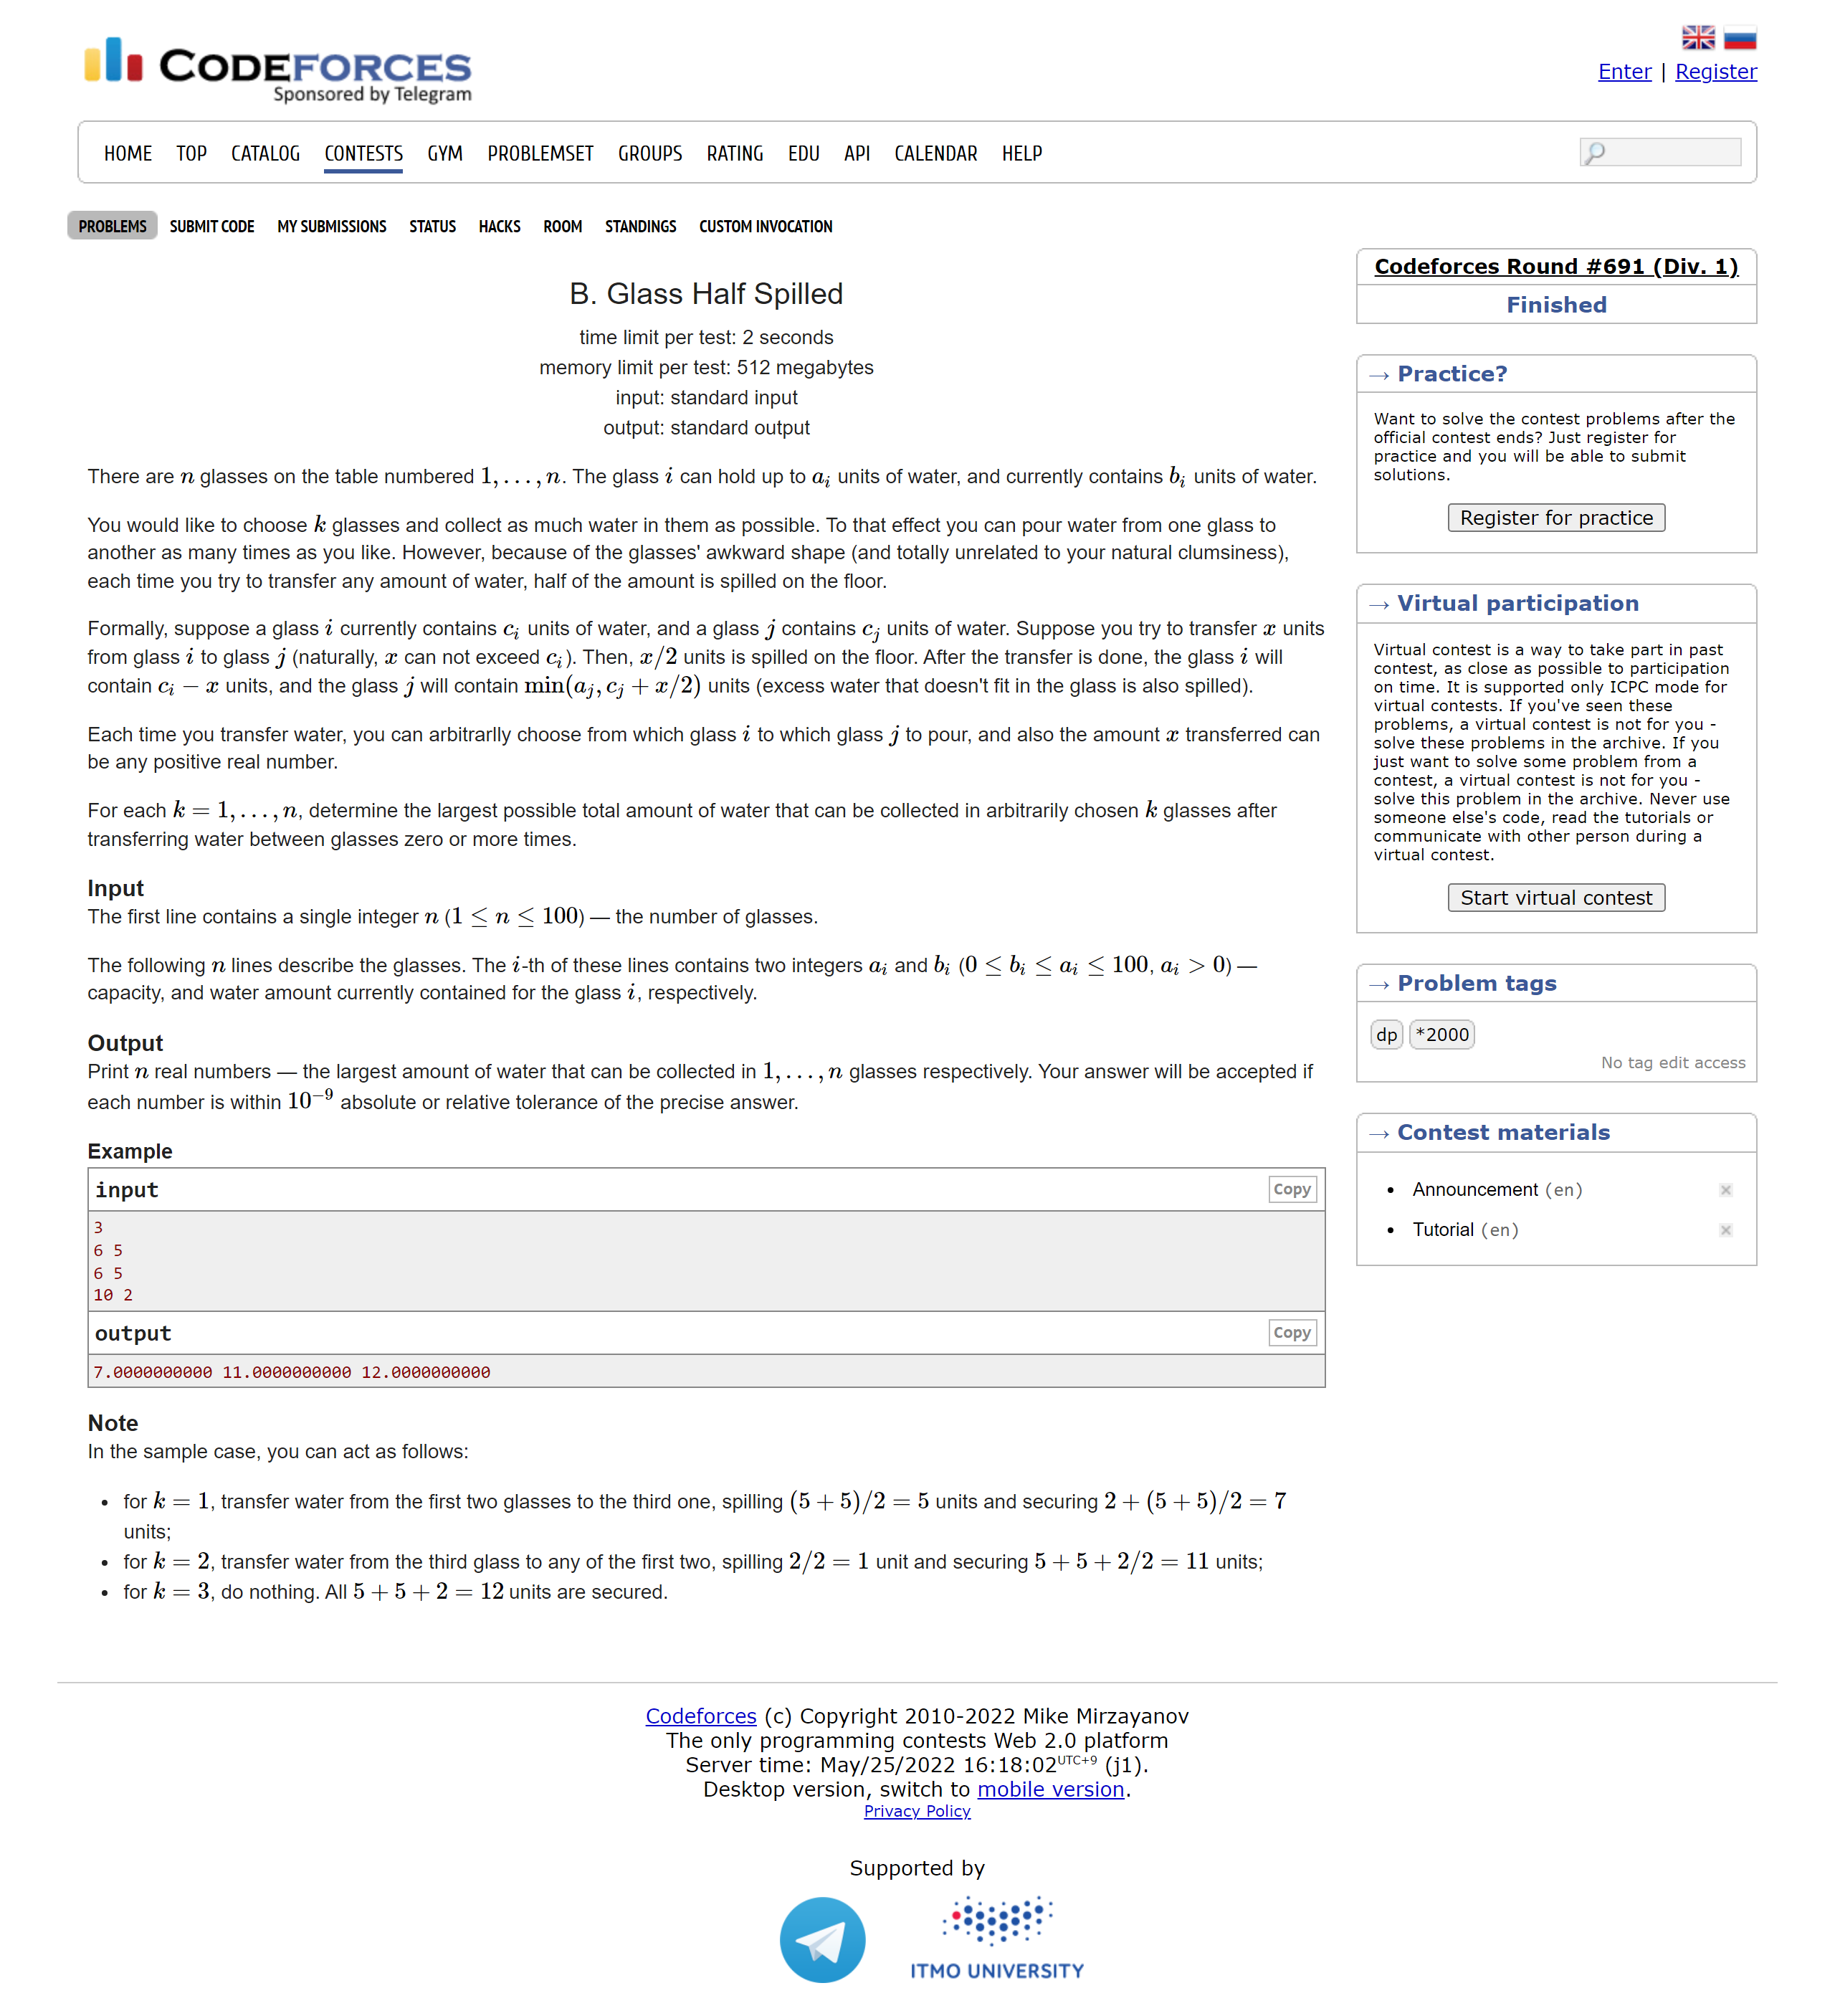 CODEFORCES
Sponsored by Telegram
Enter | Register
HOME TOP CATALOG CONTESTS GYM PROBLEMSET GROUPS RATING EDU API CALENDAR HELP
PROBLEMS SUBMIT CODE MY SUBMISSIONS STATUS HACKS ROOM STANDINGS CUSTOM INVOCATION
B. Glass Half Spilled
time limit per test: 2 seconds
memory limit per test: 512 megabytes
input: standard input
output: standard output
There are n glasses on the table numbered 1, . . . , n. The glass i can hold up to a_i units of water, and currently contains b_i units of water.
You would like to choose k glasses and collect as much water in them as possible. To that effect you can pour water from one glass to
another as many times as you like. However, because of the glasses' awkward shape (and totally unrelated to your natural clumsiness),
each time you try to transfer any amount of water, half of the amount is spilled on the floor.
Formally, suppose a glass i currently contains c_i units of water, and a glass j contains c_j units of water. Suppose you try to transfer x units
from glass i to glass j (naturally, x can not exceed c_i). Then, x/2 units is spilled on the floor. After the transfer is done, the glass i will
contain c_i − x units, and the glass j will contain min(a_j, c_j + x/2) units (excess water that doesn't fit in the glass is also spilled).
Each time you transfer water, you can arbitrarlly choose from which glass i to which glass j to pour, and also the amount x transferred can
be any positive real number.
For each k = 1, . . . , n, determine the largest possible total amount of water that can be collected in arbitrarily chosen k glasses after
transferring water between glasses zero or more times.
Input
The first line contains a single integer n (1 ≤ n ≤ 100) — the number of glasses.
The following n lines describe the glasses. The i-th of these lines contains two integers a_i and b_i (0 ≤ b_i ≤ a_i ≤ 100, a_i > 0) —
capacity, and water amount currently contained for the glass i, respectively.
Output
Print n real numbers — the largest amount of water that can be collected in 1, . . . , n glasses respectively. Your answer will be accepted if
each number is within 10^−9 absolute or relative tolerance of the precise answer.
Example
input Copy
3
6 5
6 5
10 2
output Copy
7.0000000000 11.0000000000 12.0000000000
Note
In the sample case, you can act as follows:
• for k = 1, transfer water from the first two glasses to the third one, spilling (5 + 5)/2 = 5 units and securing 2 + (5 + 5)/2 = 7
units;
• for k = 2, transfer water from the third glass to any of the first two, spilling 2/2 = 1 unit and securing 5 + 5 + 2/2 = 11 units;
• for k = 3, do nothing. All 5 + 5 + 2 = 12 units are secured.
Codeforces Round #691 (Div. 1)
Finished
→ Practice?
Want to solve the contest problems after the
official contest ends? Just register for
practice and you will be able to submit
solutions.
Register for practice
→ Virtual participation
Virtual contest is a way to take part in past
contest, as close as possible to participation
on time. It is supported only ICPC mode for
virtual contests. If you've seen these
problems, a virtual contest is not for you -
solve these problems in the archive. If you
just want to solve some problem from a
contest, a virtual contest is not for you -
solve this problem in the archive. Never use
someone else's code, read the tutorials or
communicate with other person during a
virtual contest.
Start virtual contest
→ Problem tags
dp *2000
No tag edit access
→ Contest materials
• Announcement (en)
• Tutorial (en)
Codeforces (c) Copyright 2010-2022 Mike Mirzayanov
The only programming contests Web 2.0 platform
Server time: May/25/2022 16:18:02 UTC+9 (j1).
Desktop version, switch to mobile version.
Privacy Policy
Supported by
ITMO UNIVERSITY